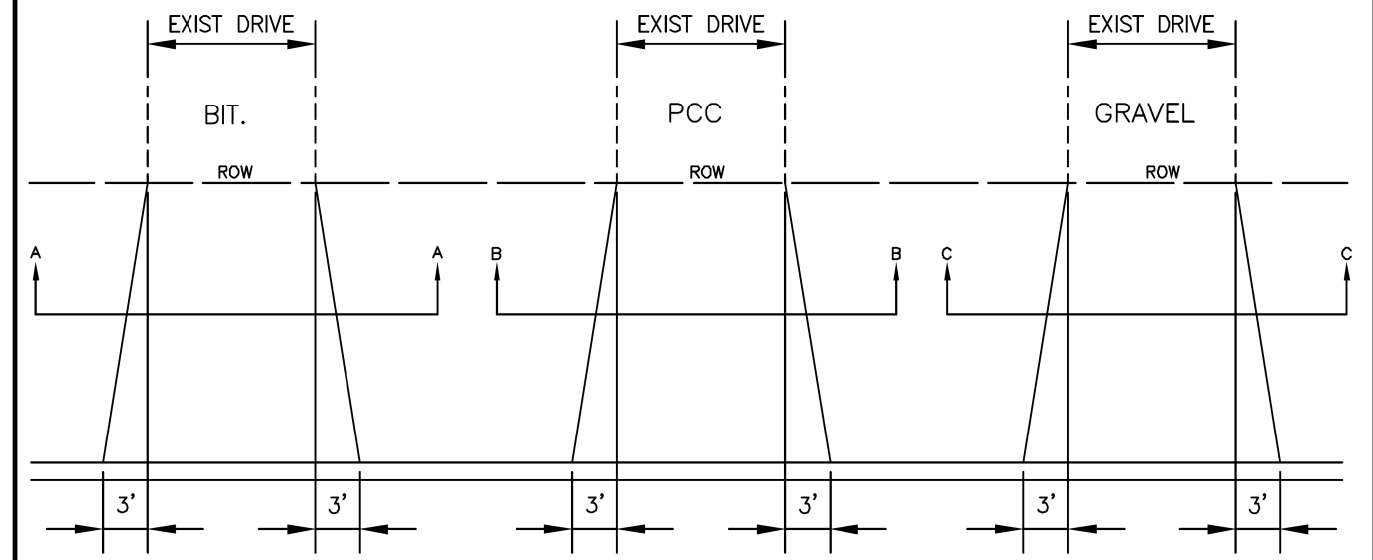 EXIST DRIVE EXIST DRIVE EXIST DRIVE
BIT. PCC GRAVEL
ROW ROW ROW
A A B B C C
3' 3' 3' 3' 3' 3'